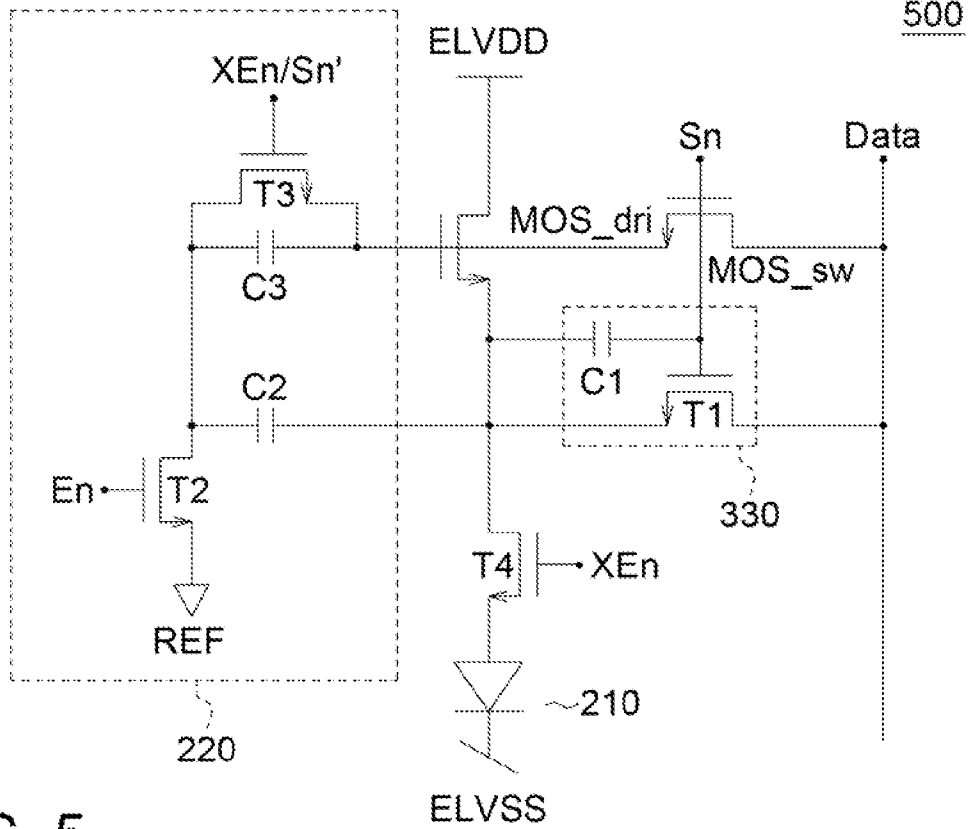 500
ELVDD
XEn/Sn'
Sn
Data
T3
MOS_dri
MOS_sw
C3
C1
C2
T1
En
T2
330
T4
XEn
REF
210
220
ELVSS
5